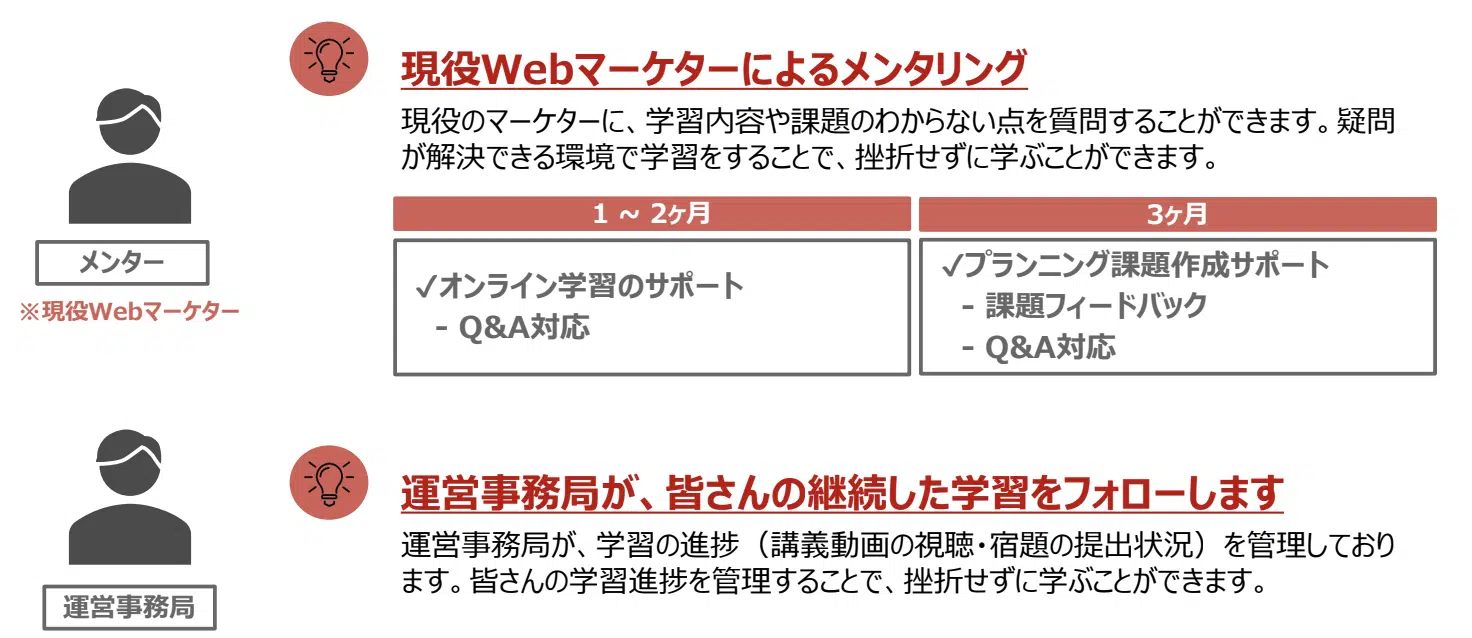 現役Webマーケターによるメンタリング
現役のマーケターに、学習内容や課題のわからない点を質問することができます。疑問
が解決できる環境で学習をすることで、挫折せずに学ぶことができます。
メンター
※現役Webマーケター
1 ~ 2ヶ月
✓オンライン学習のサポート
- Q&A対応
3ヶ月
✓プランニング課題作成サポート
- 課題フィードバック
- Q&A対応
運営事務局が、皆さんの継続した学習をフォローします
運営事務局が、学習の進捗（講義動画の視聴・宿題の提出状況）を管理しており
ます。皆さんの学習進捗を管理することで、挫折せずに学ぶことができます。
運営事務局